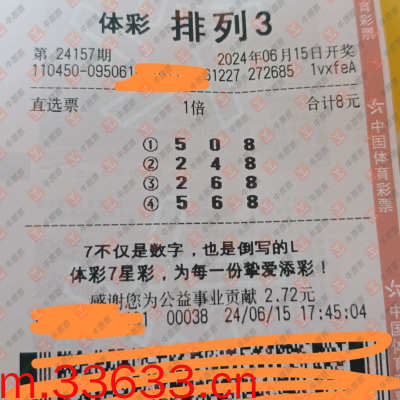 体彩 排列3
第 24157期 2024年06月15日开奖
110450-095061 61227 272685 1vxfeA
直选票 1倍 合计8元
① 5 0 8
② 2 4 8
③ 2 6 8
④ 5 6 8
7不仅是数字，也是倒写的L
体彩7星彩，为每一份挚爱添彩！
感谢您为公益事业贡献 2.72元
00038 24/06/15 17:45:04
m.33633.cn
中国体育彩票